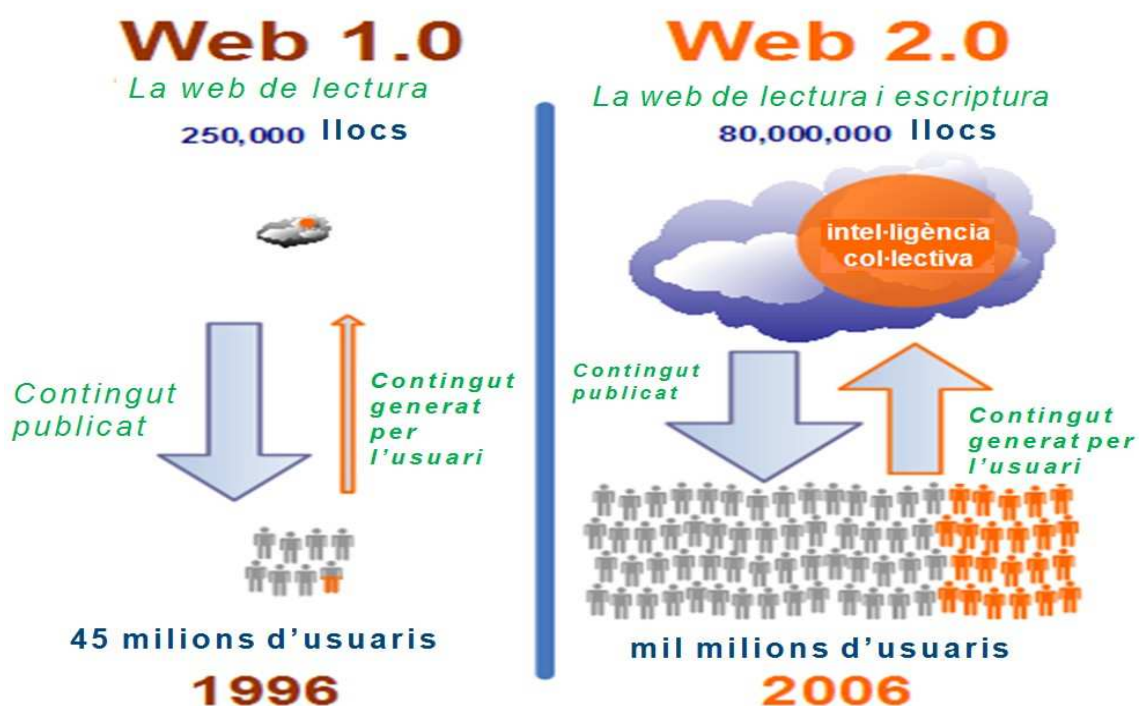 Web 1.0
La web de lectura
250,000 llocs
Contingut
publicat
Contingut
generat
per
l’usuari
45 milions d’usuaris
1996
Web 2.0
La web de lectura i escriptura
80,000,000 llocs
intel·ligència
col·lectiva
Contingut
publicat
Contingut
generat per
l’usuari
mil milions d’usuaris
2006